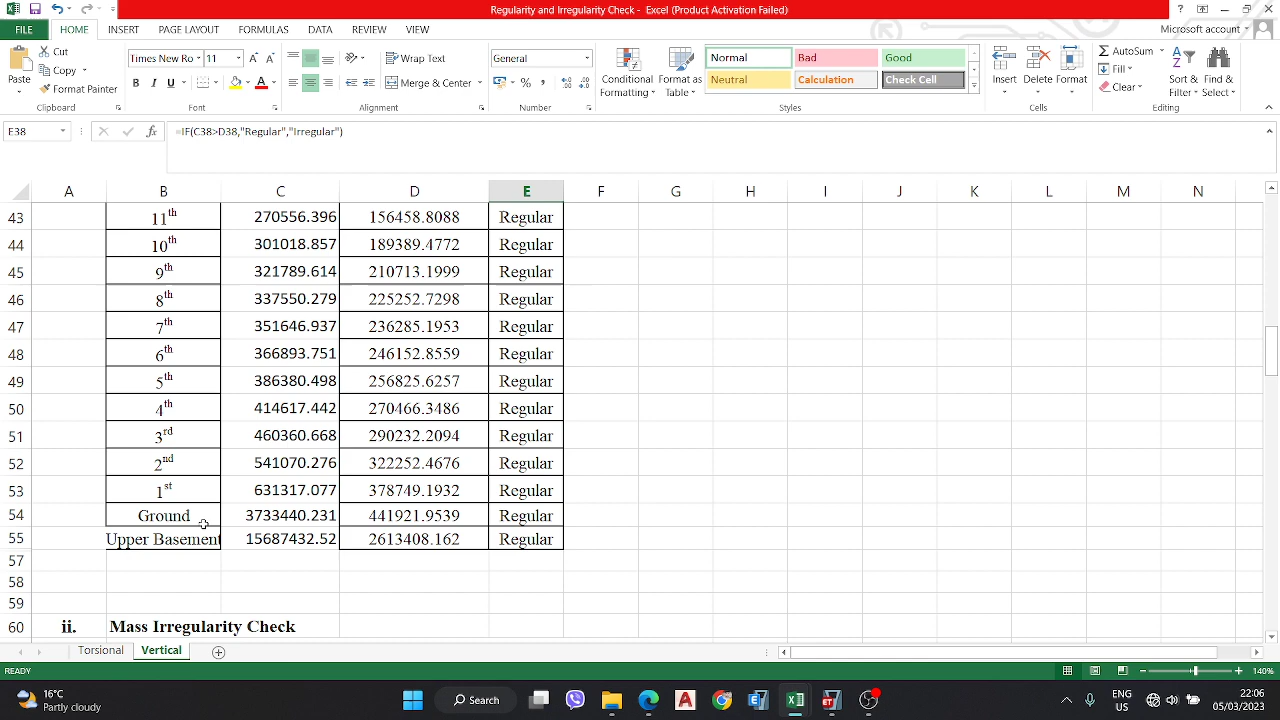 Regularity and Irregularity Check - Excel (Product Activation Failed)
FILE HOME INSERT PAGE LAYOUT FORMULAS DATA REVIEW VIEW Microsoft account
Paste
Cut
Copy
Format Painter
Clipboard
Times New R 11
B I U
Font
Wrap Text
Merge & Center
Alignment
General
Number
Conditional Formatting
Format as Table
Normal Bad Good
Neutral Calculation Check Cell
Styles
Insert Delete Format
Cells
AutoSum
Fill
Clear
Sort & Filter
Find & Select
Editing
E38 fx =IF(C38>D38,"Regular","Irregular")
A B C D E F G H I J K L M N
43 11th 270556.396 156458.8088 Regular
44 10th 301018.857 189389.4772 Regular
45 9th 321789.614 210713.1999 Regular
46 8th 337550.279 225252.7298 Regular
47 7th 351646.937 236285.1953 Regular
48 6th 366893.751 246152.8559 Regular
49 5th 386380.498 256825.6257 Regular
50 4th 414617.442 270466.3486 Regular
51 3rd 460360.668 290232.2094 Regular
52 2nd 541070.276 322252.4676 Regular
53 1st 631317.077 378749.1932 Regular
54 Ground 3733440.231 441921.9539 Regular
55 Upper Basement 15687432.52 2613408.162 Regular
57
58
59
60 ii. Mass Irregularity Check
Torsional Vertical
READY 140%
16°C
Partly cloudy
Search
ENG
US
22:06
05/03/2023